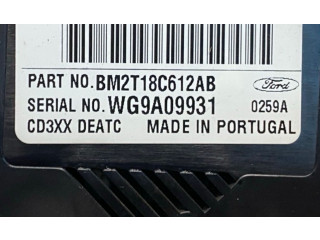 PART NO.BM2T18C612AB
Ford
SERIAL NO.WG9A09931 0259A
CD3XX DEATC MADE IN PORTUGAL